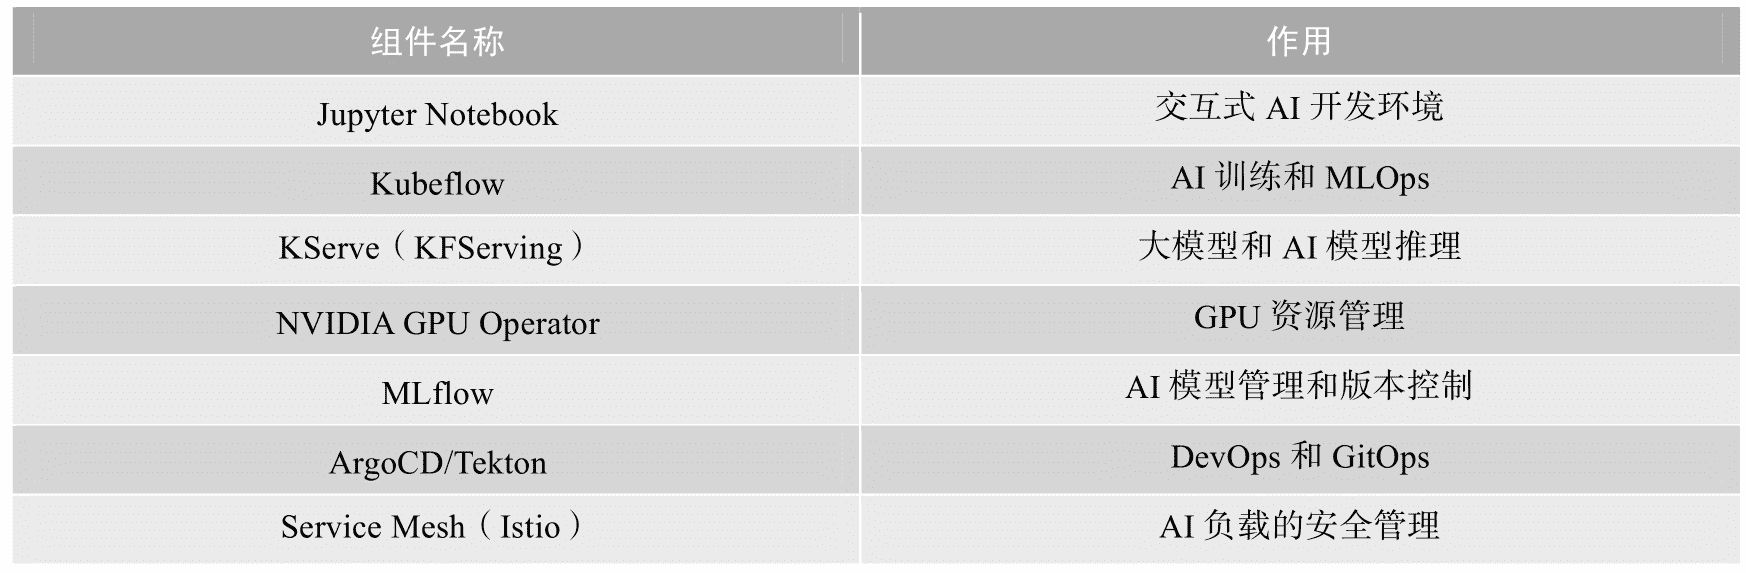 组件名称 作用
Jupyter Notebook 交互式 AI 开发环境
Kubeflow AI 训练和 MLOps
KServe（KFServing） 大模型和 AI 模型推理
NVIDIA GPU Operator GPU 资源管理
MLflow AI 模型管理和版本控制
ArgoCD/Tekton DevOps 和 GitOps
Service Mesh（Istio） AI 负载的安全管理